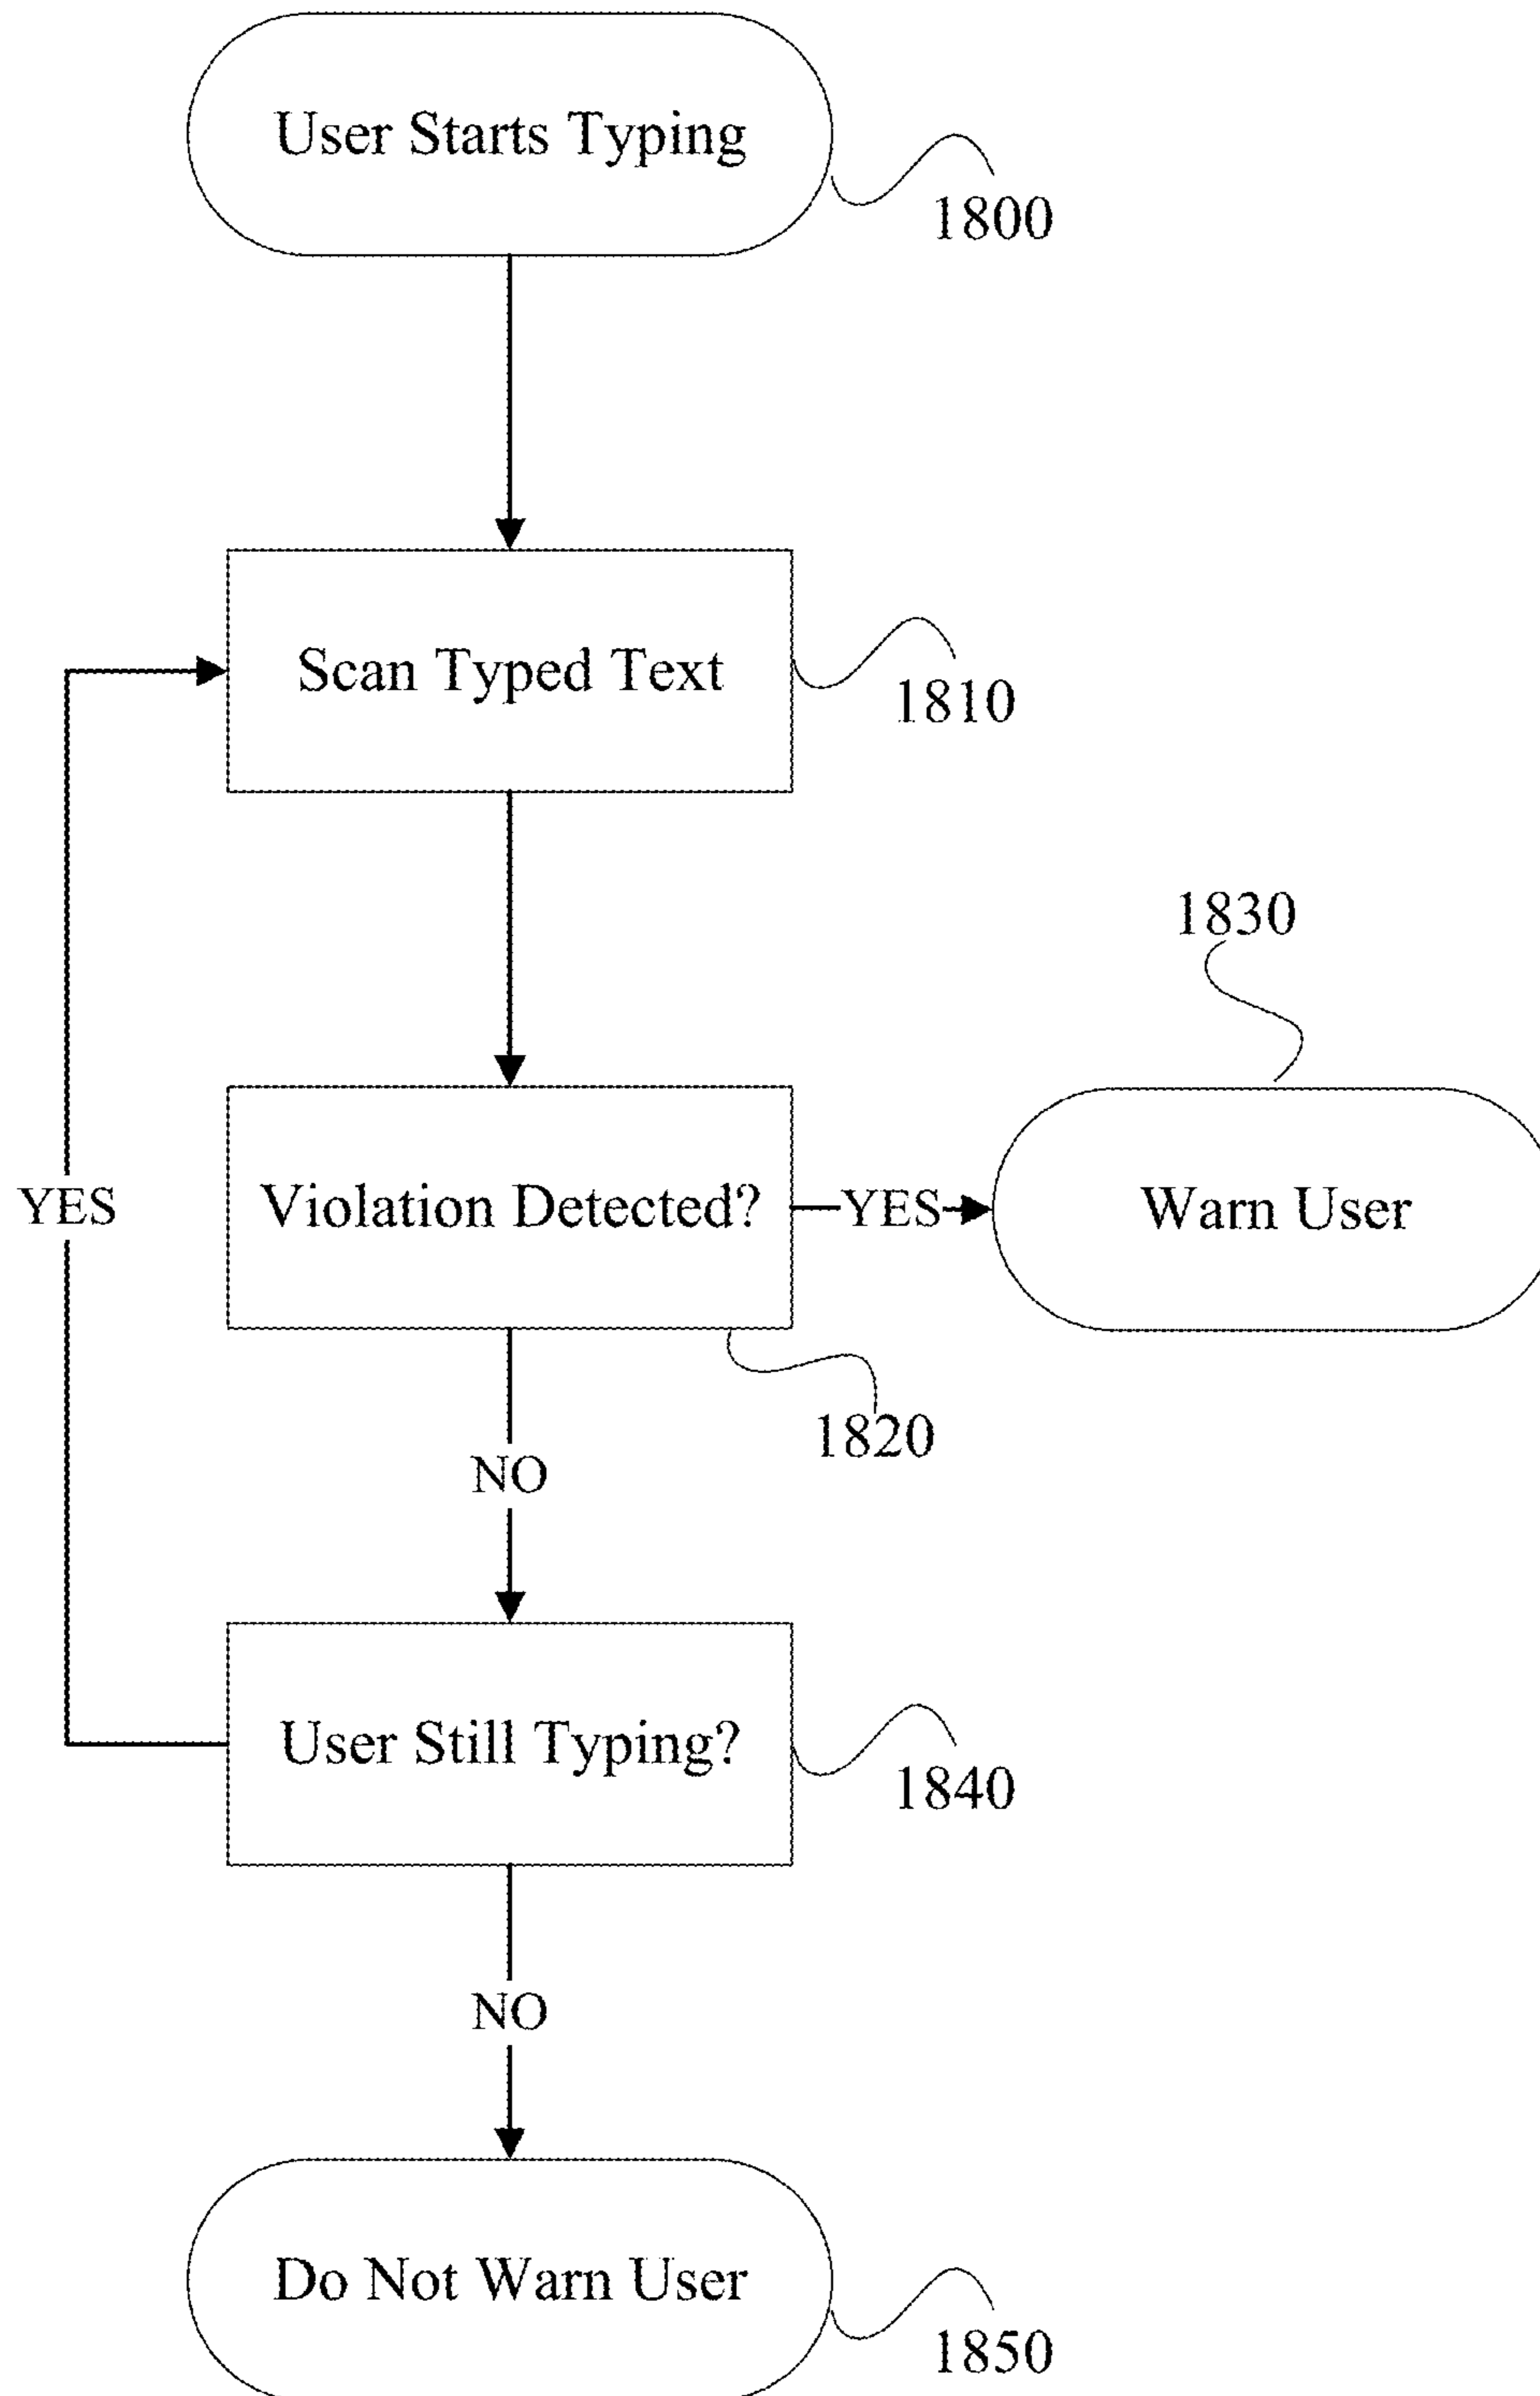 User Starts Typing
1800
Scan Typed Text
1810
1830
Violation Detected?
YES
Warn User
YES
1820
NO
User Still Typing?
1840
NO
Do Not Warn User
1850